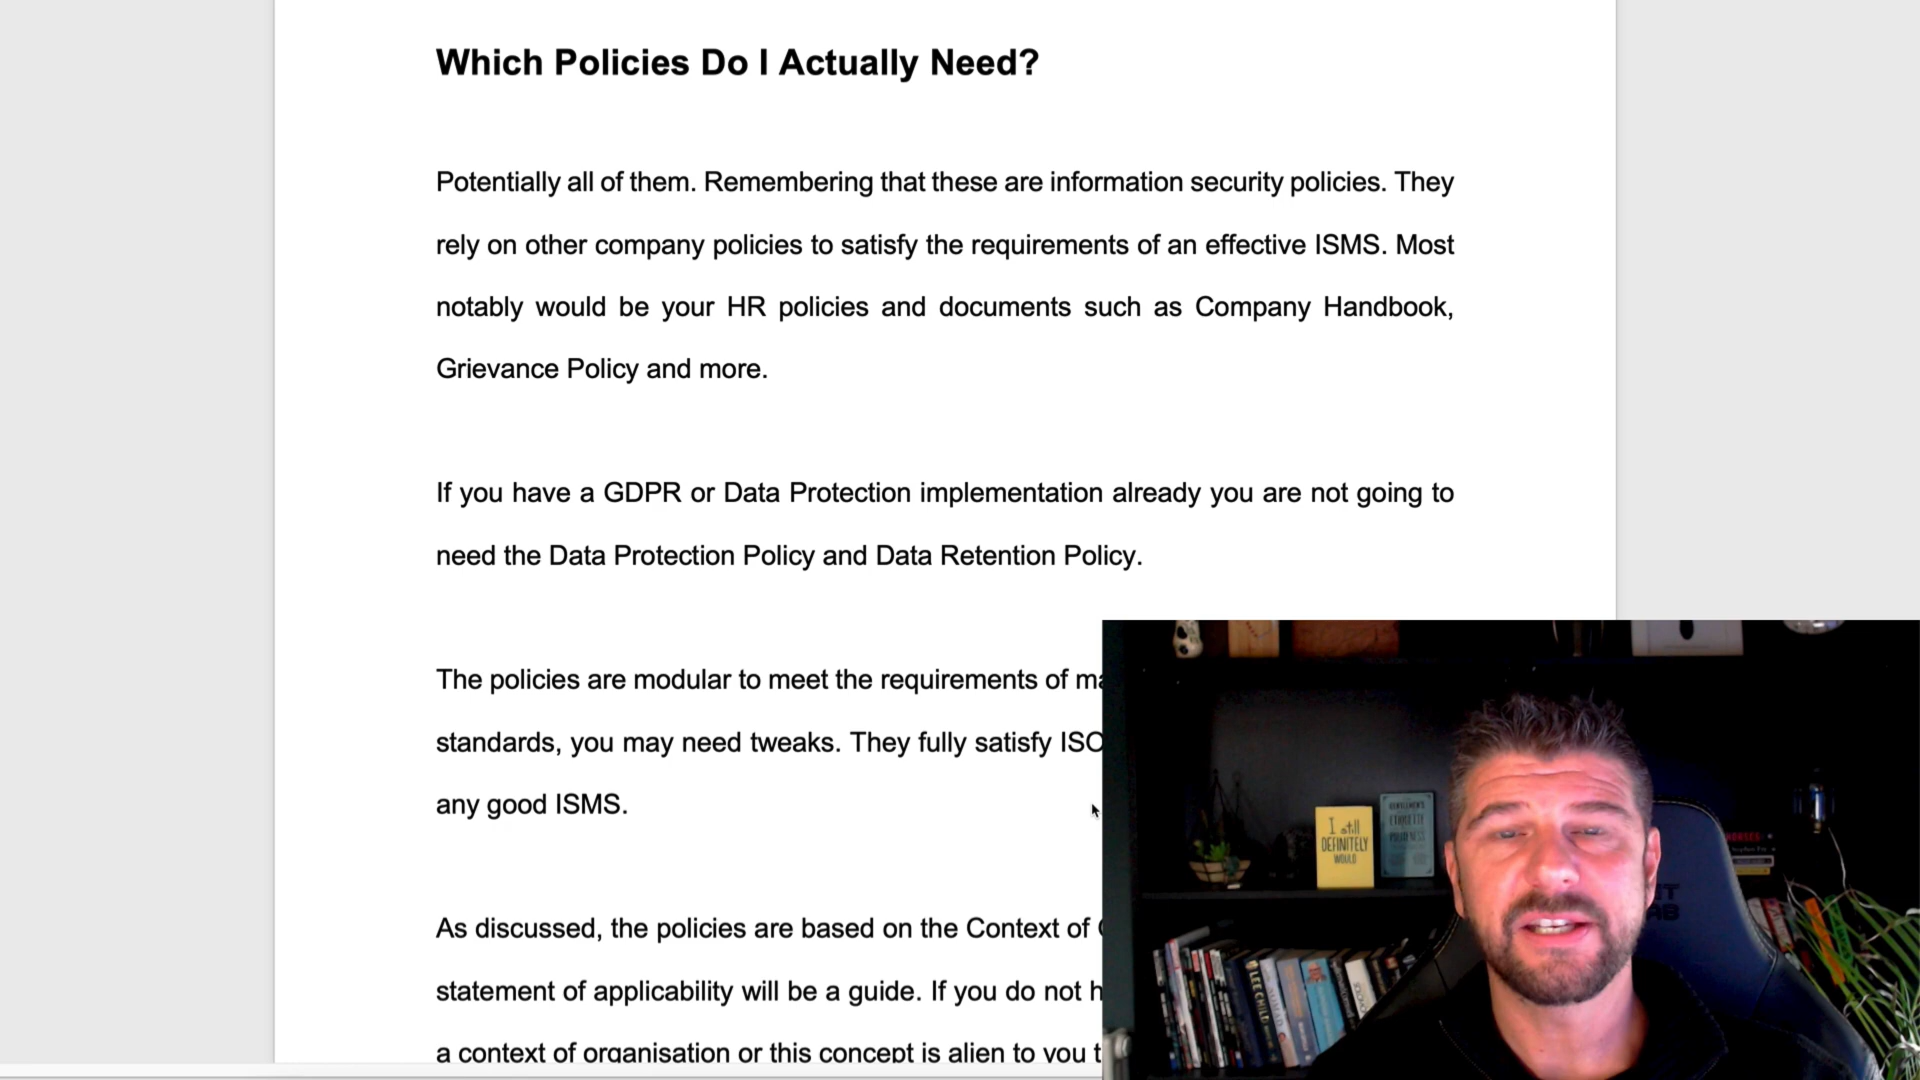 Which Policies Do I Actually Need?
Potentially all of them. Remembering that these are information security policies. They
rely on other company policies to satisfy the requirements of an effective ISMS. Most
notably would be your HR policies and documents such as Company Handbook,
Grievance Policy and more.
If you have a GDPR or Data Protection implementation already you are not going to
need the Data Protection Policy and Data Retention Policy.
The policies are modular to meet the requirements of ma
standards, you may need tweaks. They fully satisfy ISO
any good ISMS.
As discussed, the policies are based on the Context of
statement of applicability will be a guide. If you do not h
a context of organisation or this concept is alien to you t
I still
DEFINITELY
WOULD
GENTLEMEN'S
ETIQUETTE
LEE CHILD